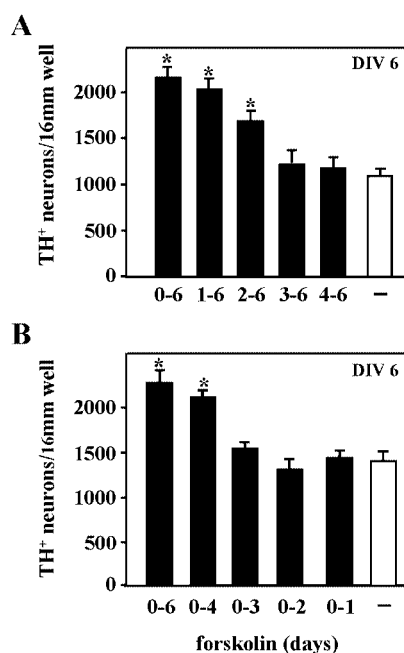 A
TH+ neurons/16mm well
DIV 6
2000
1500
1000
500
0
* * *
0-6 1-6 2-6 3-6 4-6 –
B
TH+ neurons/16mm well
DIV 6
2000
1500
1000
500
0
* *
0-6 0-4 0-3 0-2 0-1 –
forskolin (days)